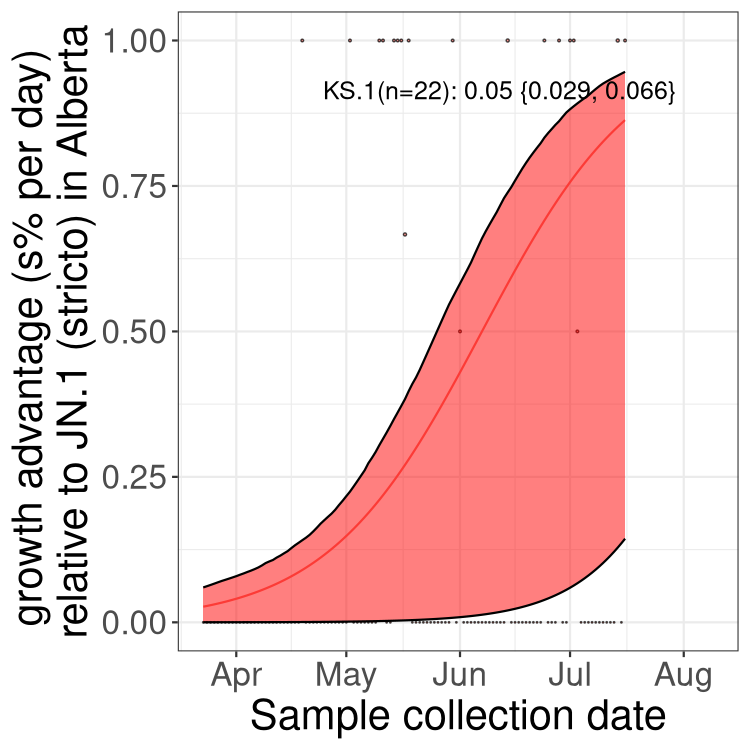 growth advantage (s% per day)
relative to JN.1 (stricto) in Alberta
1.00
0.75
0.50
0.25
0.00
KS.1(n=22): 0.05 {0.029, 0.066}
Apr May Jun Jul Aug
Sample collection date